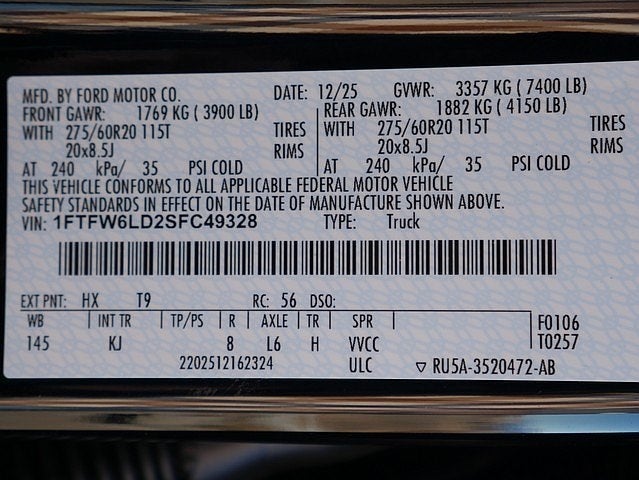 MFD. BY FORD MOTOR CO. DATE: 12/25 GVWR: 3357 KG ( 7400 LB)
FRONT GAWR: 1769 KG ( 3900 LB) REAR GAWR: 1882 KG ( 4150 LB)
WITH 275/60R20 115T TIRES WITH 275/60R20 115T TIRES
20x8.5J RIMS 20x8.5J RIMS
AT 240 kPa/ 35 PSI COLD AT 240 kPa/ 35 PSI COLD
THIS VEHICLE CONFORMS TO ALL APPLICABLE FEDERAL MOTOR VEHICLE
SAFETY STANDARDS IN EFFECT ON THE DATE OF MANUFACTURE SHOWN ABOVE.
VIN: 1FTFW6LD2SFC49328 TYPE: Truck
EXT PNT: HX T9 RC: 56 DSO:
WB INT TR TP/PS R AXLE TR SPR F0106
145 KJ 8 L6 H VVCC T0257
2202512162324 ULC RU5A-3520472-AB